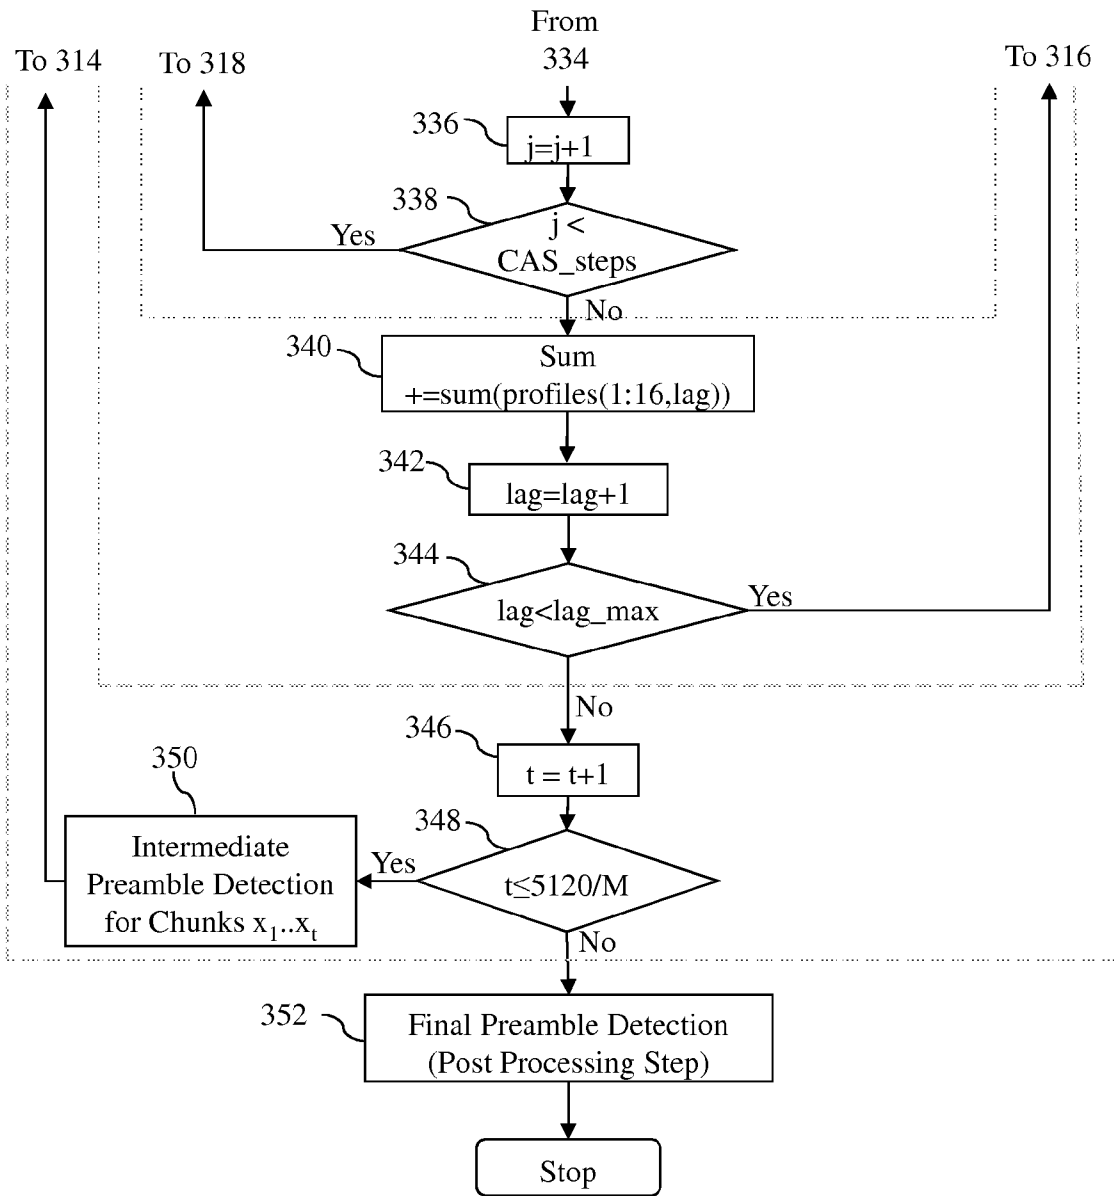 From
334
To 314
To 318
To 316
336
j=j+1
338
j <
CAS_steps
Yes
No
340
Sum
+=sum(profiles(1:16,lag))
342
lag=lag+1
344
lag<lag_max
Yes
No
346
t = t+1
350
348
Intermediate
Preamble Detection
for Chunks x₁..xₜ
Yes
t≤5120/M
No
352
Final Preamble Detection
(Post Processing Step)
Stop